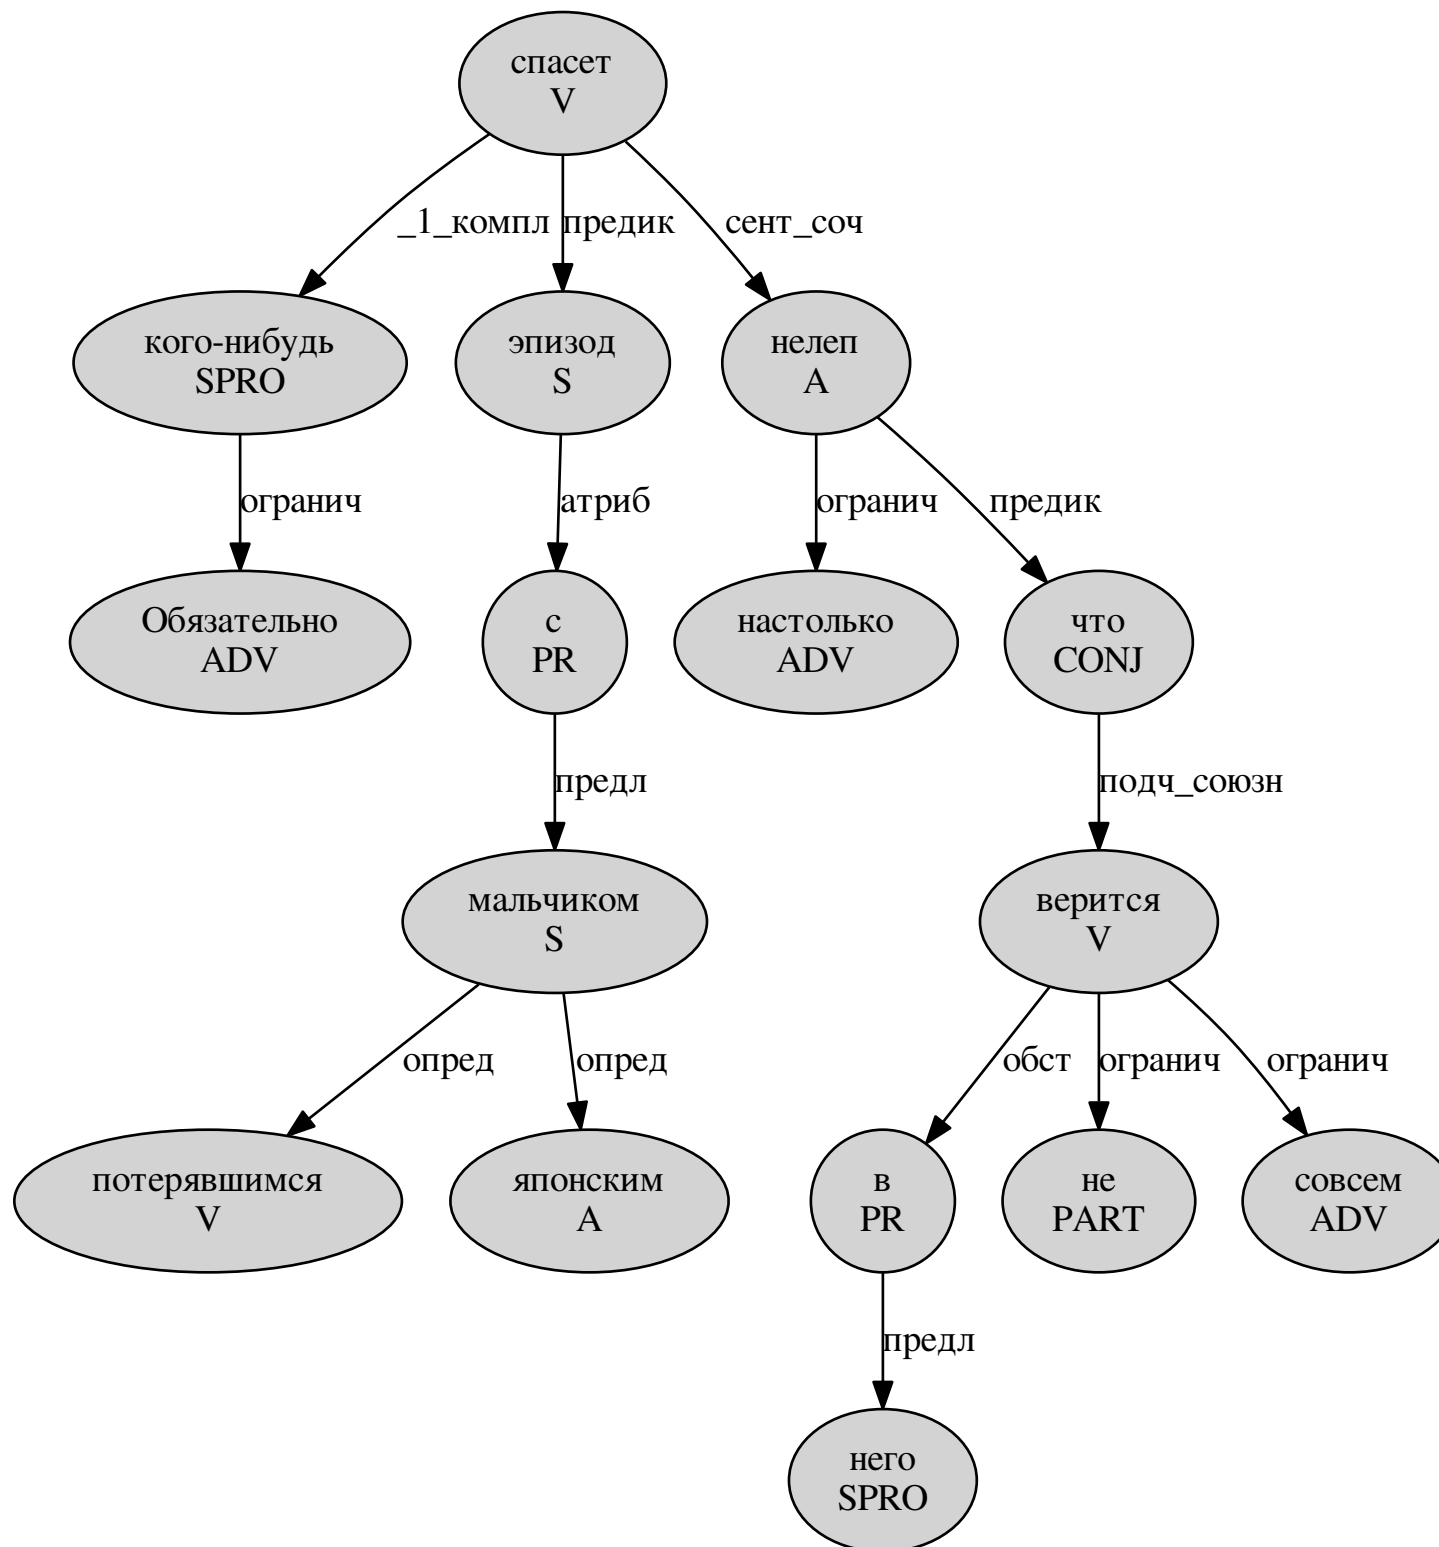 спасет
V
_1_компл
предик
сент_соч
кого-нибудь
SPRO
эпизод
S
нелеп
A
огранич
атриб
огранич
предик
Обязательно
ADV
с
PR
настолько
ADV
что
CONJ
предл
подч_союзн
мальчиком
S
верится
V
опред
опред
обст
огранич
огранич
потерявшимся
V
японским
A
в
PR
не
PART
совсем
ADV
предл
него
SPRO